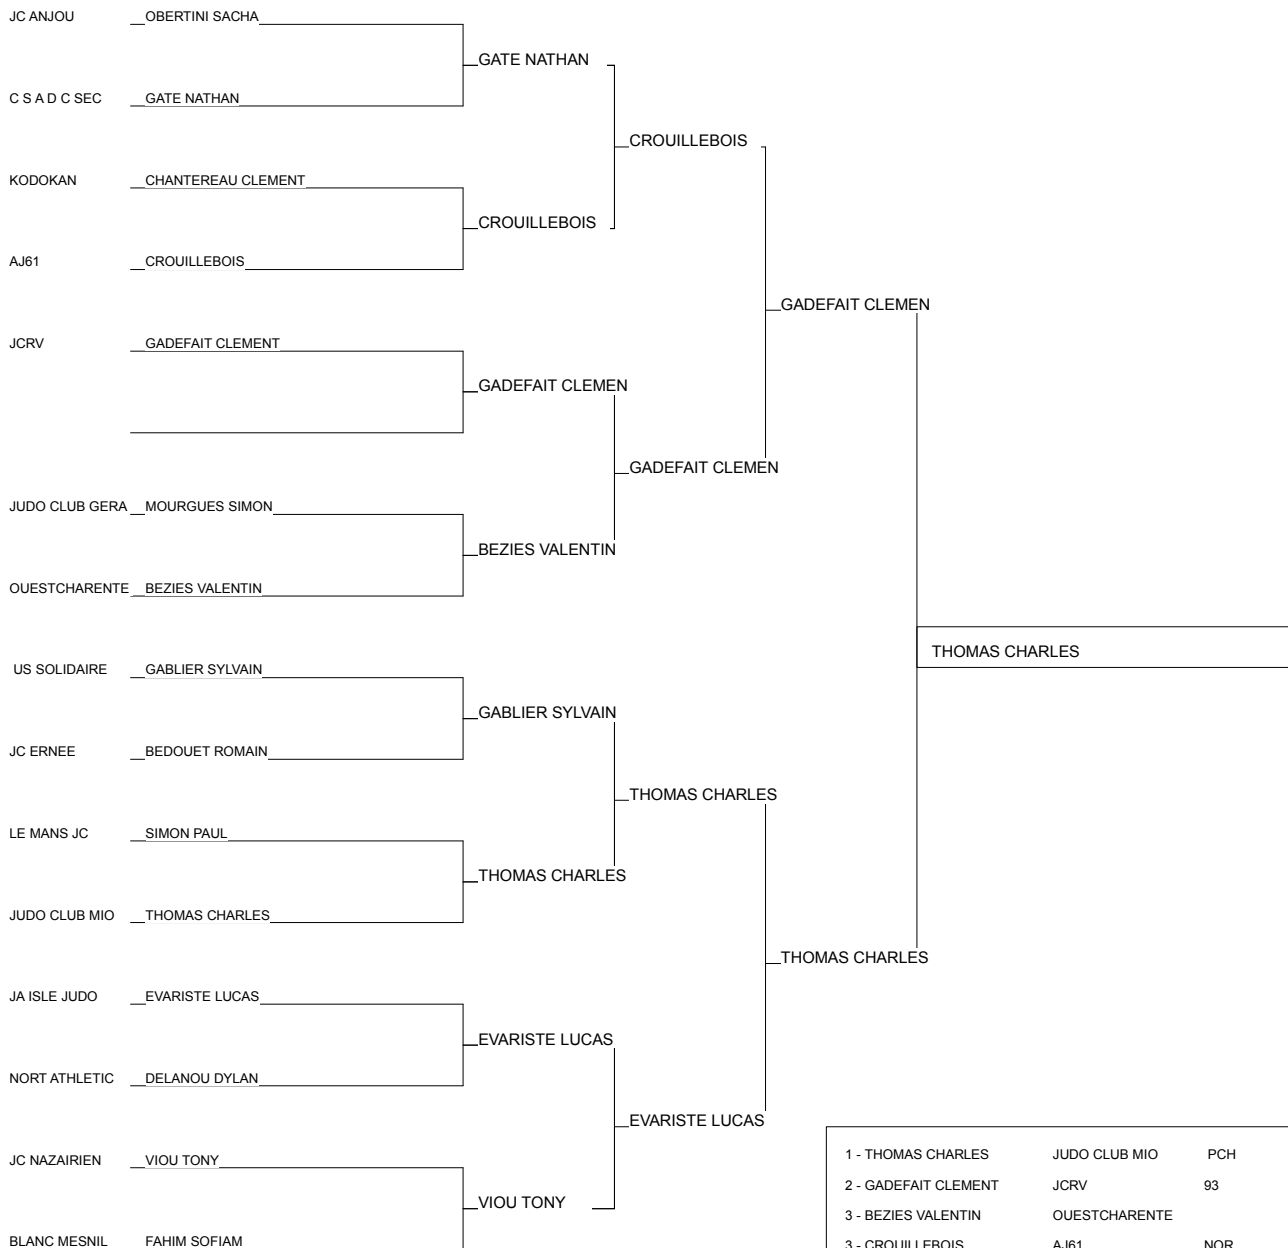 JC ANJOU OBERTINI SACHA
GATE NATHAN
C S A D C SEC GATE NATHAN
CROUILLEBOIS
KODOKAN CHANTEREAU CLEMENT
CROUILLEBOIS
AJ61 CROUILLEBOIS
GADEFAIT CLEMEN
JCRV GADEFAIT CLEMENT
GADEFAIT CLEMEN
GADEFAIT CLEMEN
JUDO CLUB GERA MOURGUES SIMON
BEZIES VALENTIN
OUESTCHARENTE BEZIES VALENTIN
THOMAS CHARLES
US SOLIDAIRE GABLIER SYLVAIN
GABLIER SYLVAIN
JC ERNEE BEDOUET ROMAIN
THOMAS CHARLES
LE MANS JC SIMON PAUL
THOMAS CHARLES
JUDO CLUB MIO THOMAS CHARLES
THOMAS CHARLES
JA ISLE JUDO EVARISTE LUCAS
EVARISTE LUCAS
NORT ATHLETIC DELANOU DYLAN
EVARISTE LUCAS
JC NAZAIRIEN VIOU TONY
VIOU TONY
BLANC MESNIL FAHIM SOFIAM
1 - THOMAS CHARLES JUDO CLUB MIO PCH
2 - GADEFAIT CLEMENT JCRV 93
3 - BEZIES VALENTIN OUESTCHARENTE
3 - CROUILLEBOIS AJ61 NOR